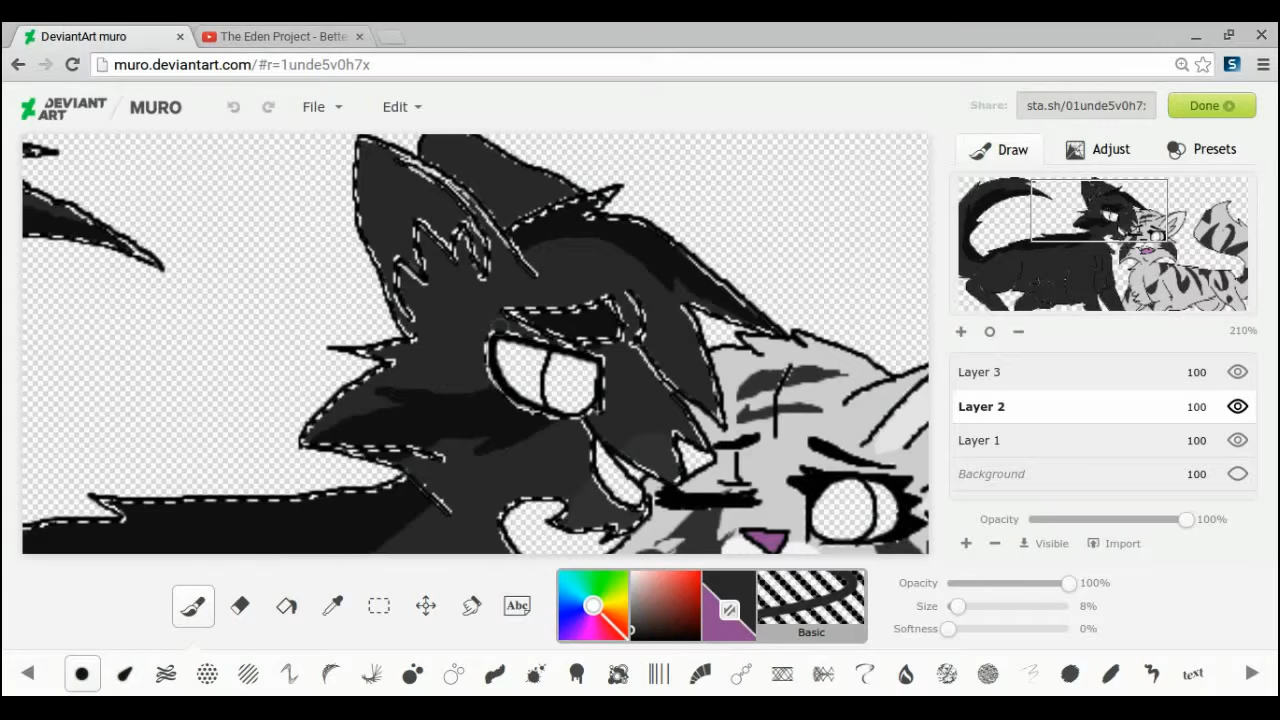 DeviantArt muro
The Eden Project - Bette
muro.deviantart.com/#r=1unde5v0h7x
S
DEVIANT ART / MURO
File
Edit
Share: sta.sh/01unde5v0h7:
Done
Draw
Adjust
Presets
210%
Layer 3 100
Layer 2 100
Layer 1 100
Background 100
Opacity 100%
Visible
Import
Abc
Basic
Opacity 100%
Size 8%
Softness 0%
text